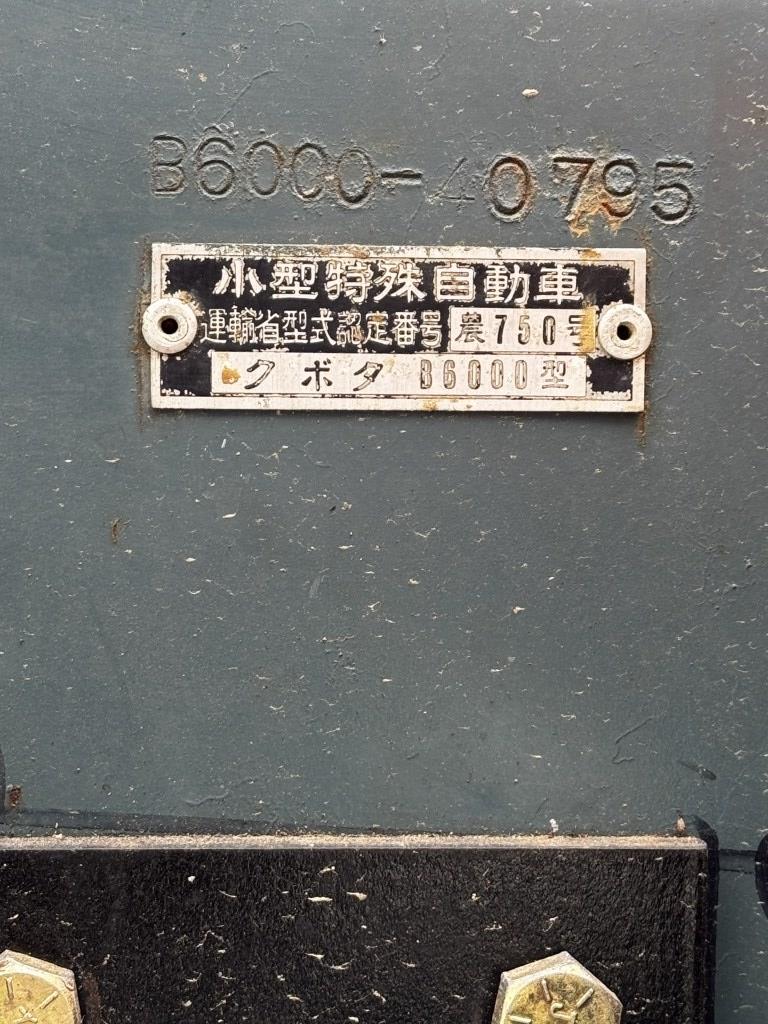 B6000-40795
小型特殊自動車
運輸省型式認定番号 農750号
クボタ B6000型